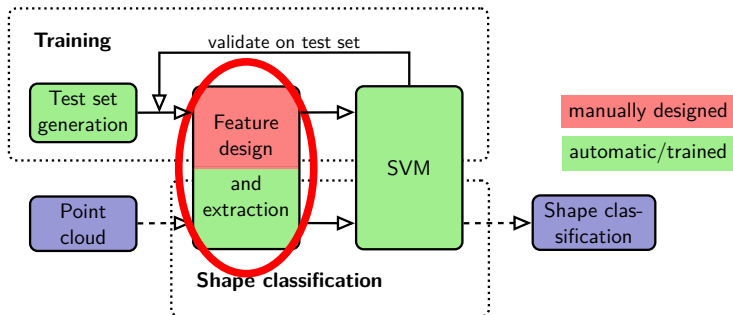 Training
validate on test set
Test set
generation
Feature
design
and
extraction
SVM
manually designed
automatic/trained
Point
cloud
Shape clas-
sification
Shape classification